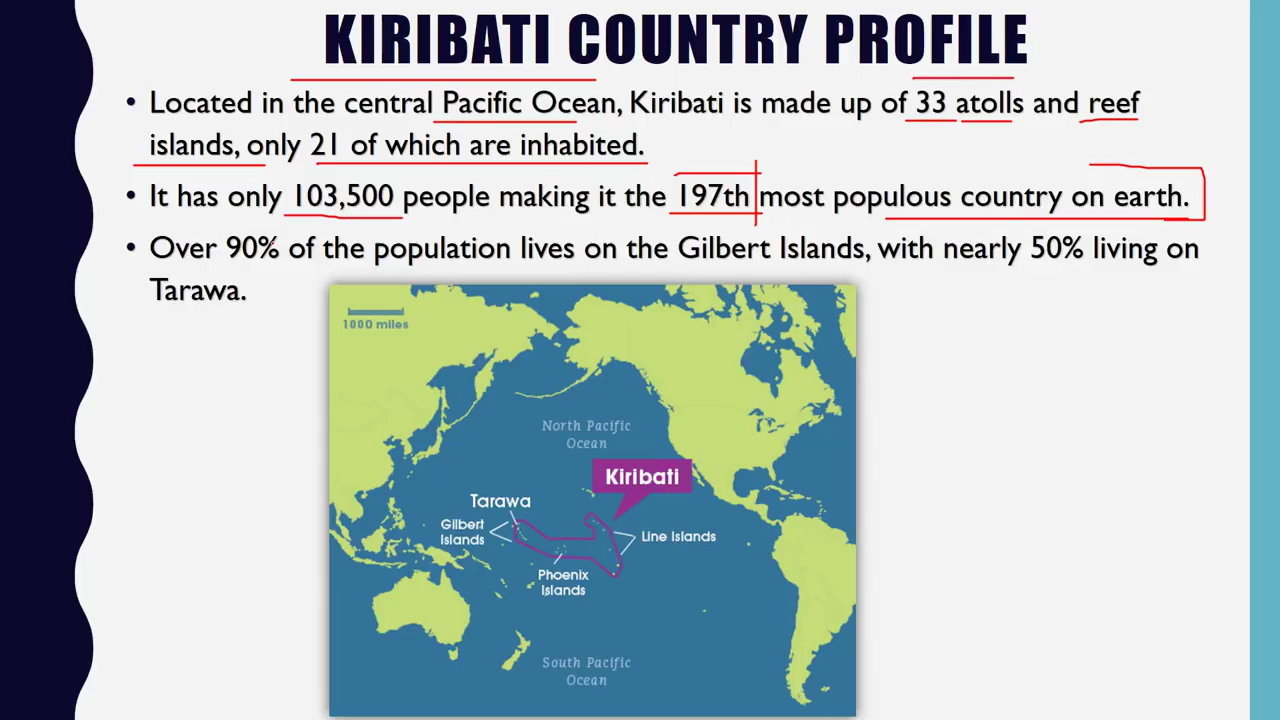 KIRIBATI COUNTRY PROFILE
• Located in the central Pacific Ocean, Kiribati is made up of 33 atolls and reef
islands, only 21 of which are inhabited.
• It has only 103,500 people making it the 197th most populous country on earth.
• Over 90% of the population lives on the Gilbert Islands, with nearly 50% living on
Tarawa.
1000 miles
North Pacific
Ocean
Kiribati
Tarawa
Gilbert
Islands
Line Islands
Phoenix
Islands
South Pacific
Ocean